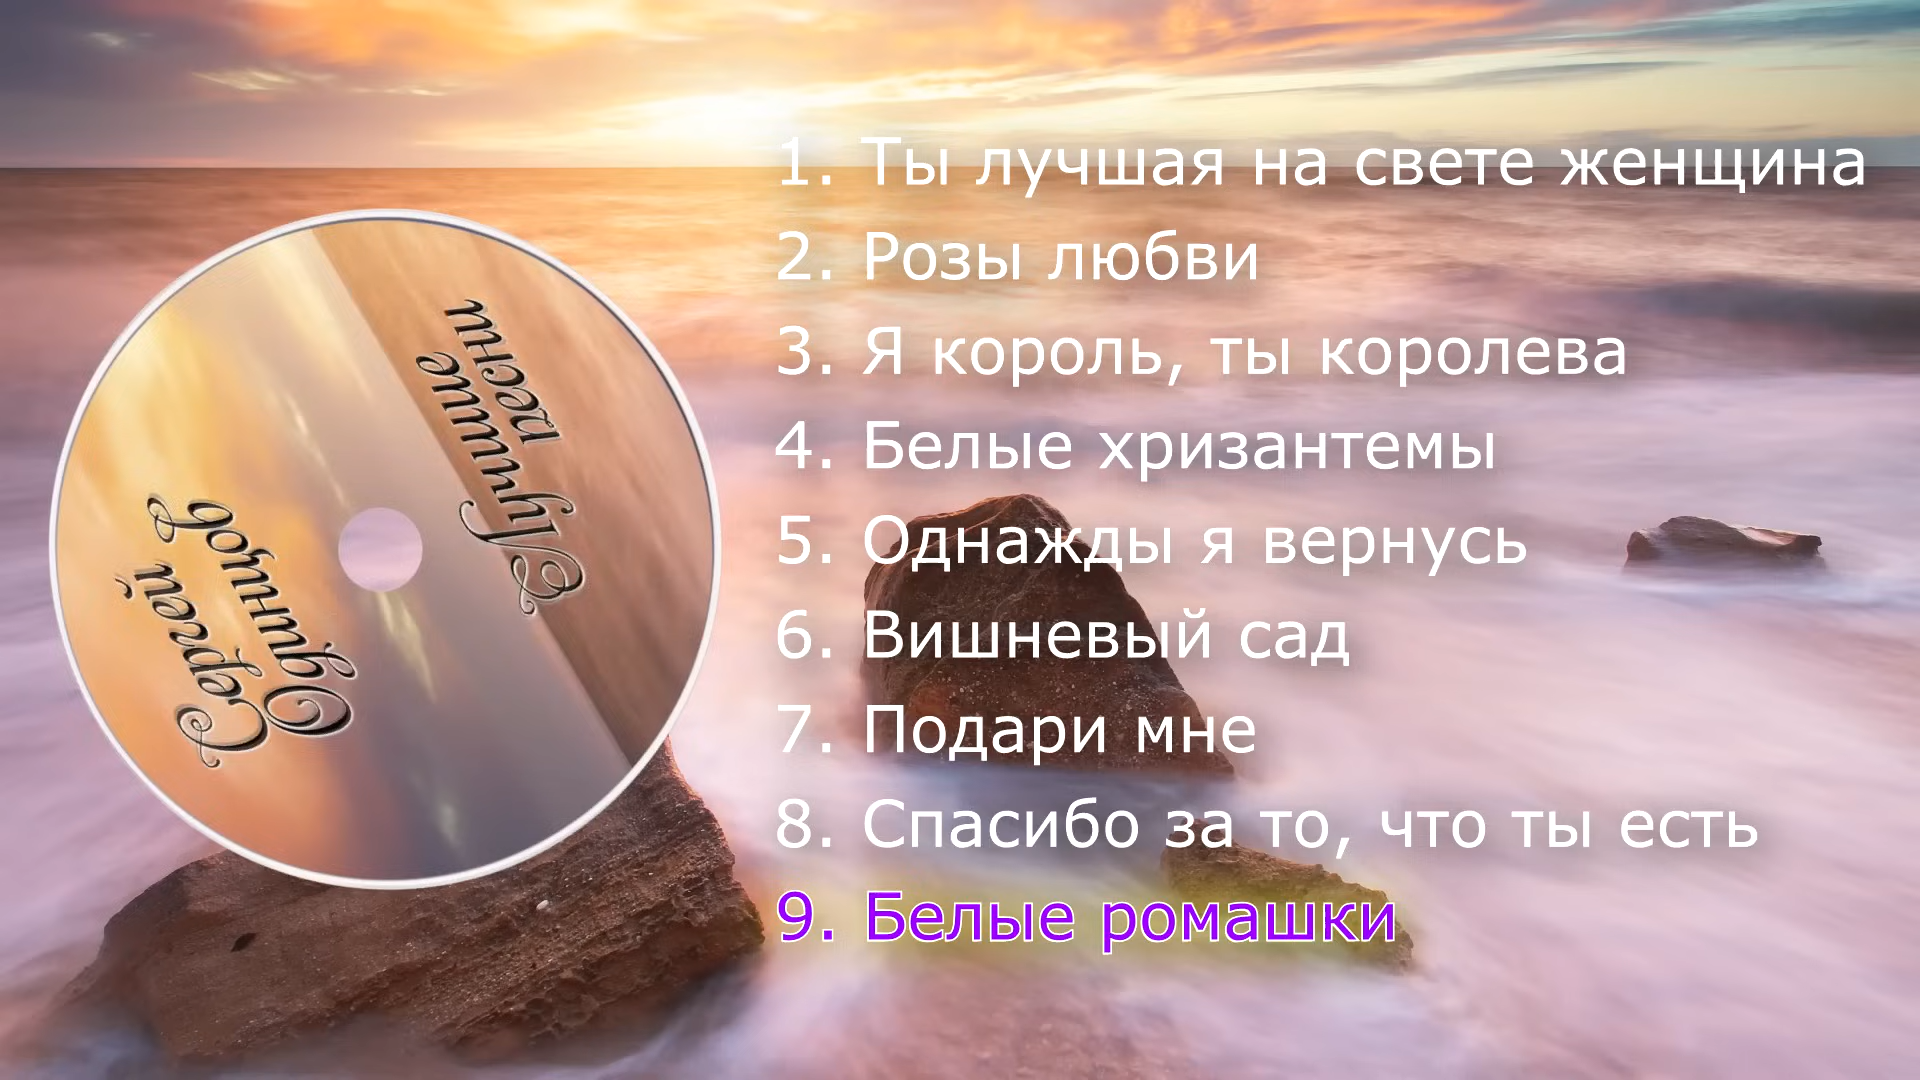 Сергей
Одинцов
Лучшие
песни
1. Ты лучшая на свете женщина
2. Розы любви
3. Я король, ты королева
4. Белые хризантемы
5. Однажды я вернусь
6. Вишневый сад
7. Подари мне
8. Спасибо за то, что ты есть
9. Белые ромашки